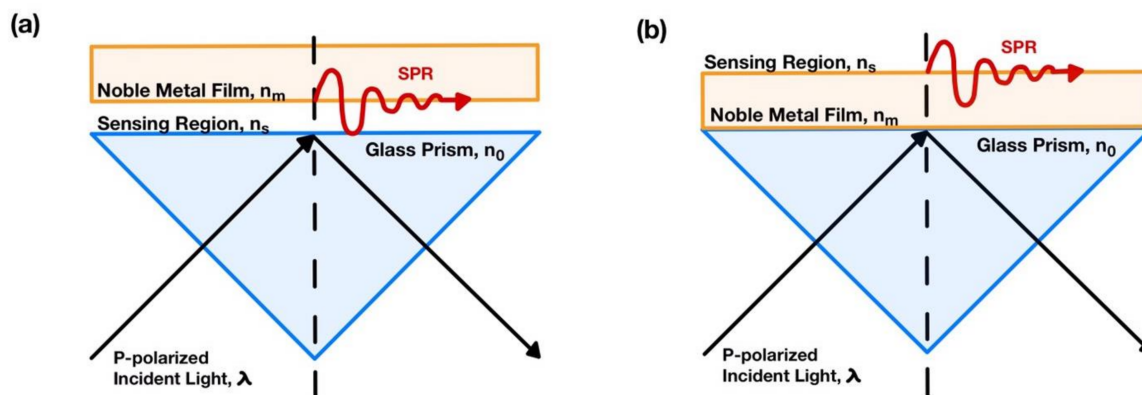 (a)
SPR
Noble Metal Film, nm
Sensing Region, ns
Glass Prism, n0
P-polarized
Incident Light, λ
(b)
SPR
Sensing Region, ns
Noble Metal Film, nm
Glass Prism, n0
P-polarized
Incident Light, λ